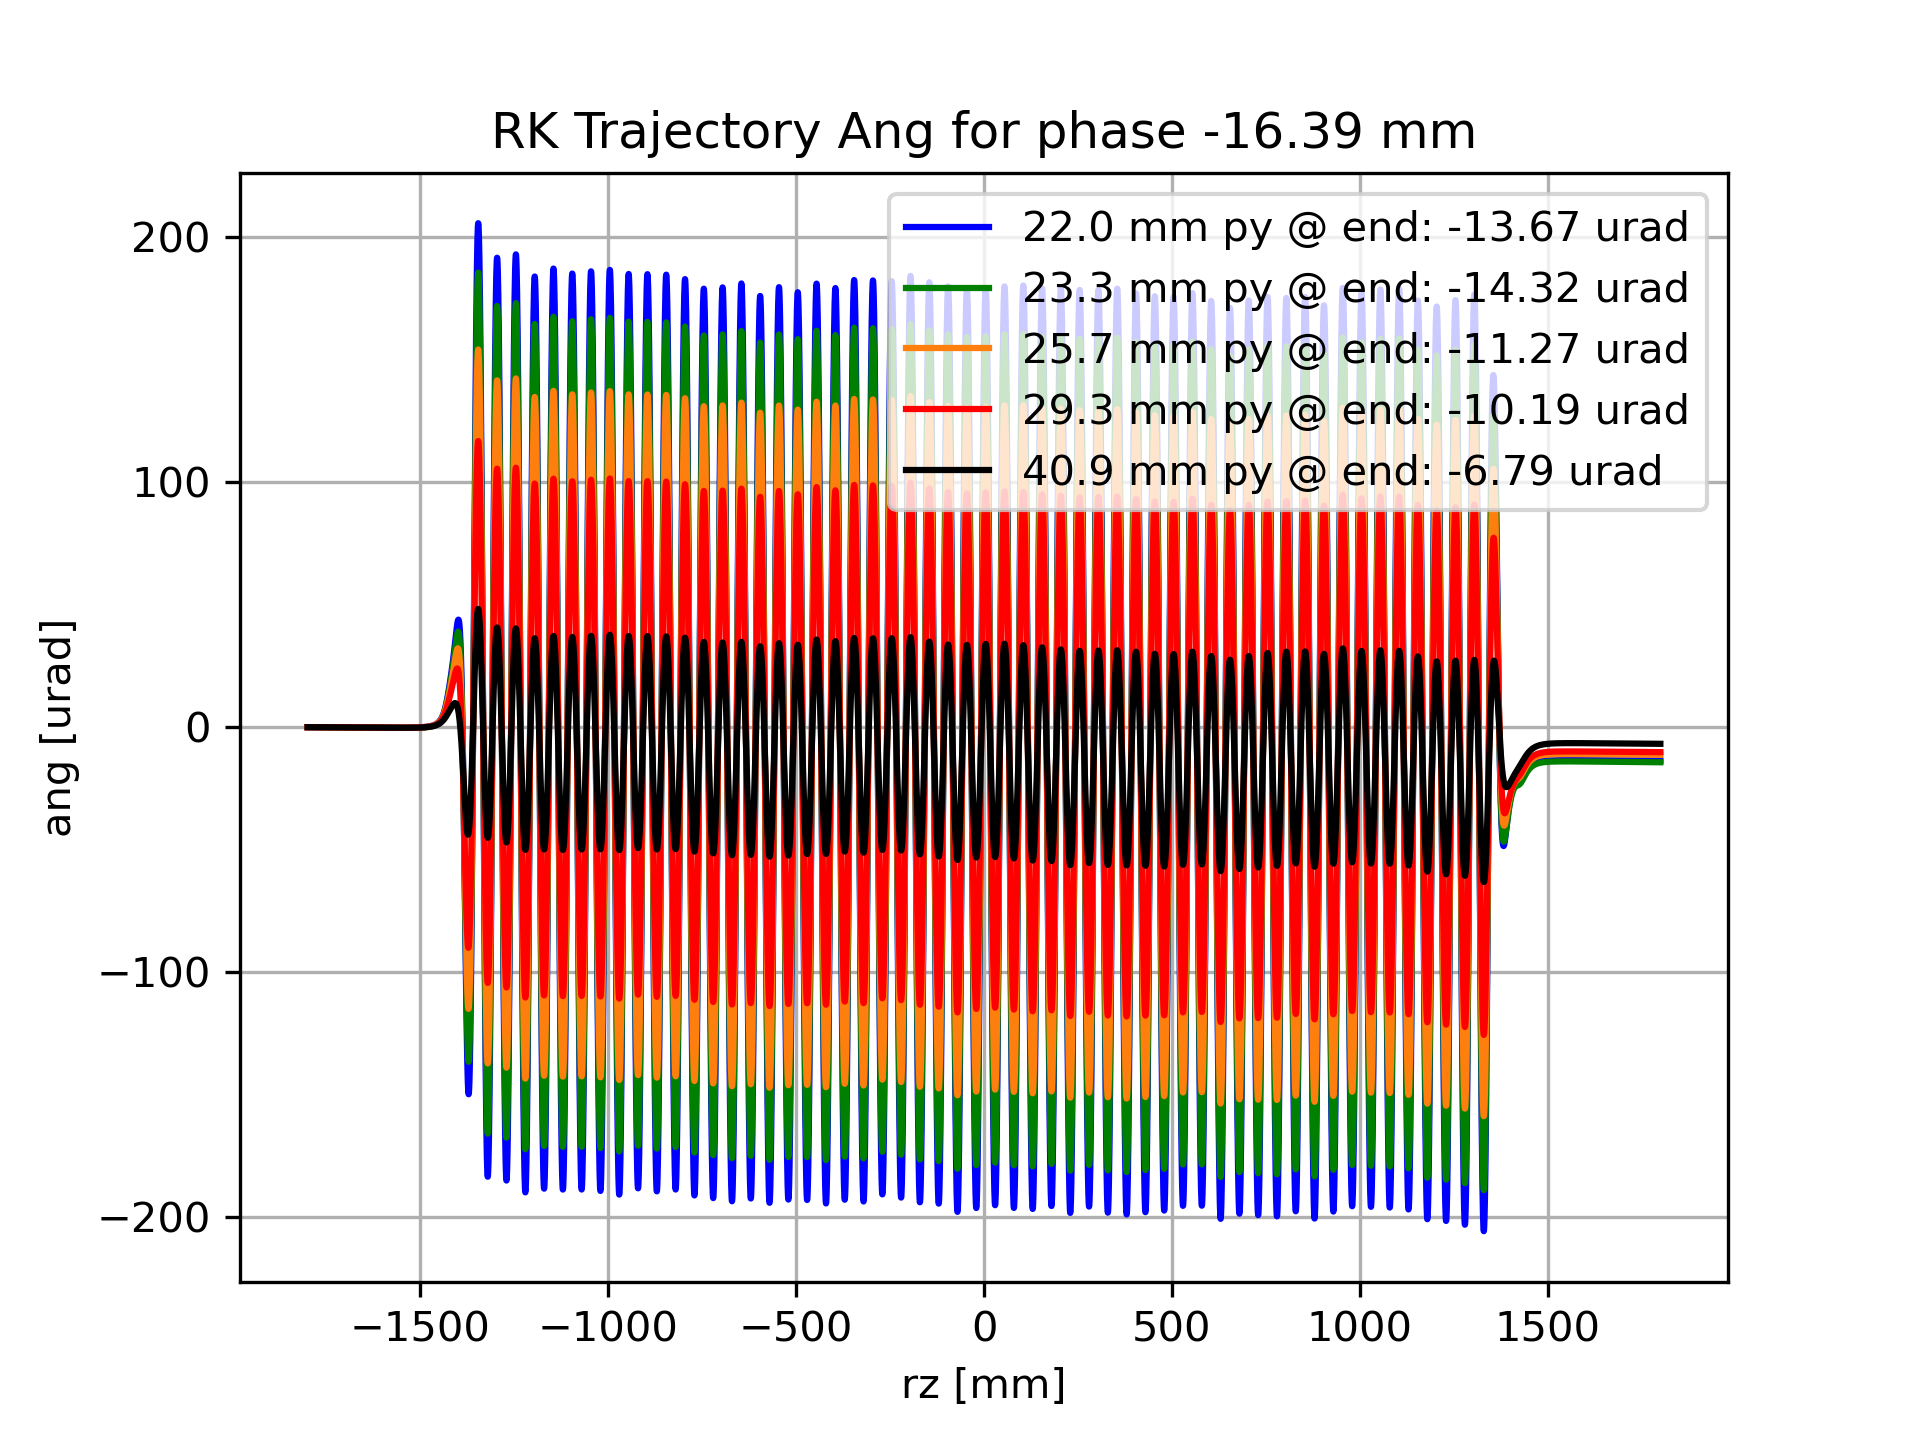 RK Trajectory Ang for phase -16.39 mm
22.0 mm py @ end: -13.67 urad
23.3 mm py @ end: -14.32 urad
25.7 mm py @ end: -11.27 urad
29.3 mm py @ end: -10.19 urad
40.9 mm py @ end: -6.79 urad
ang [urad]
200
100
0
−100
−200
−1500 −1000 −500 0 500 1000 1500
rz [mm]